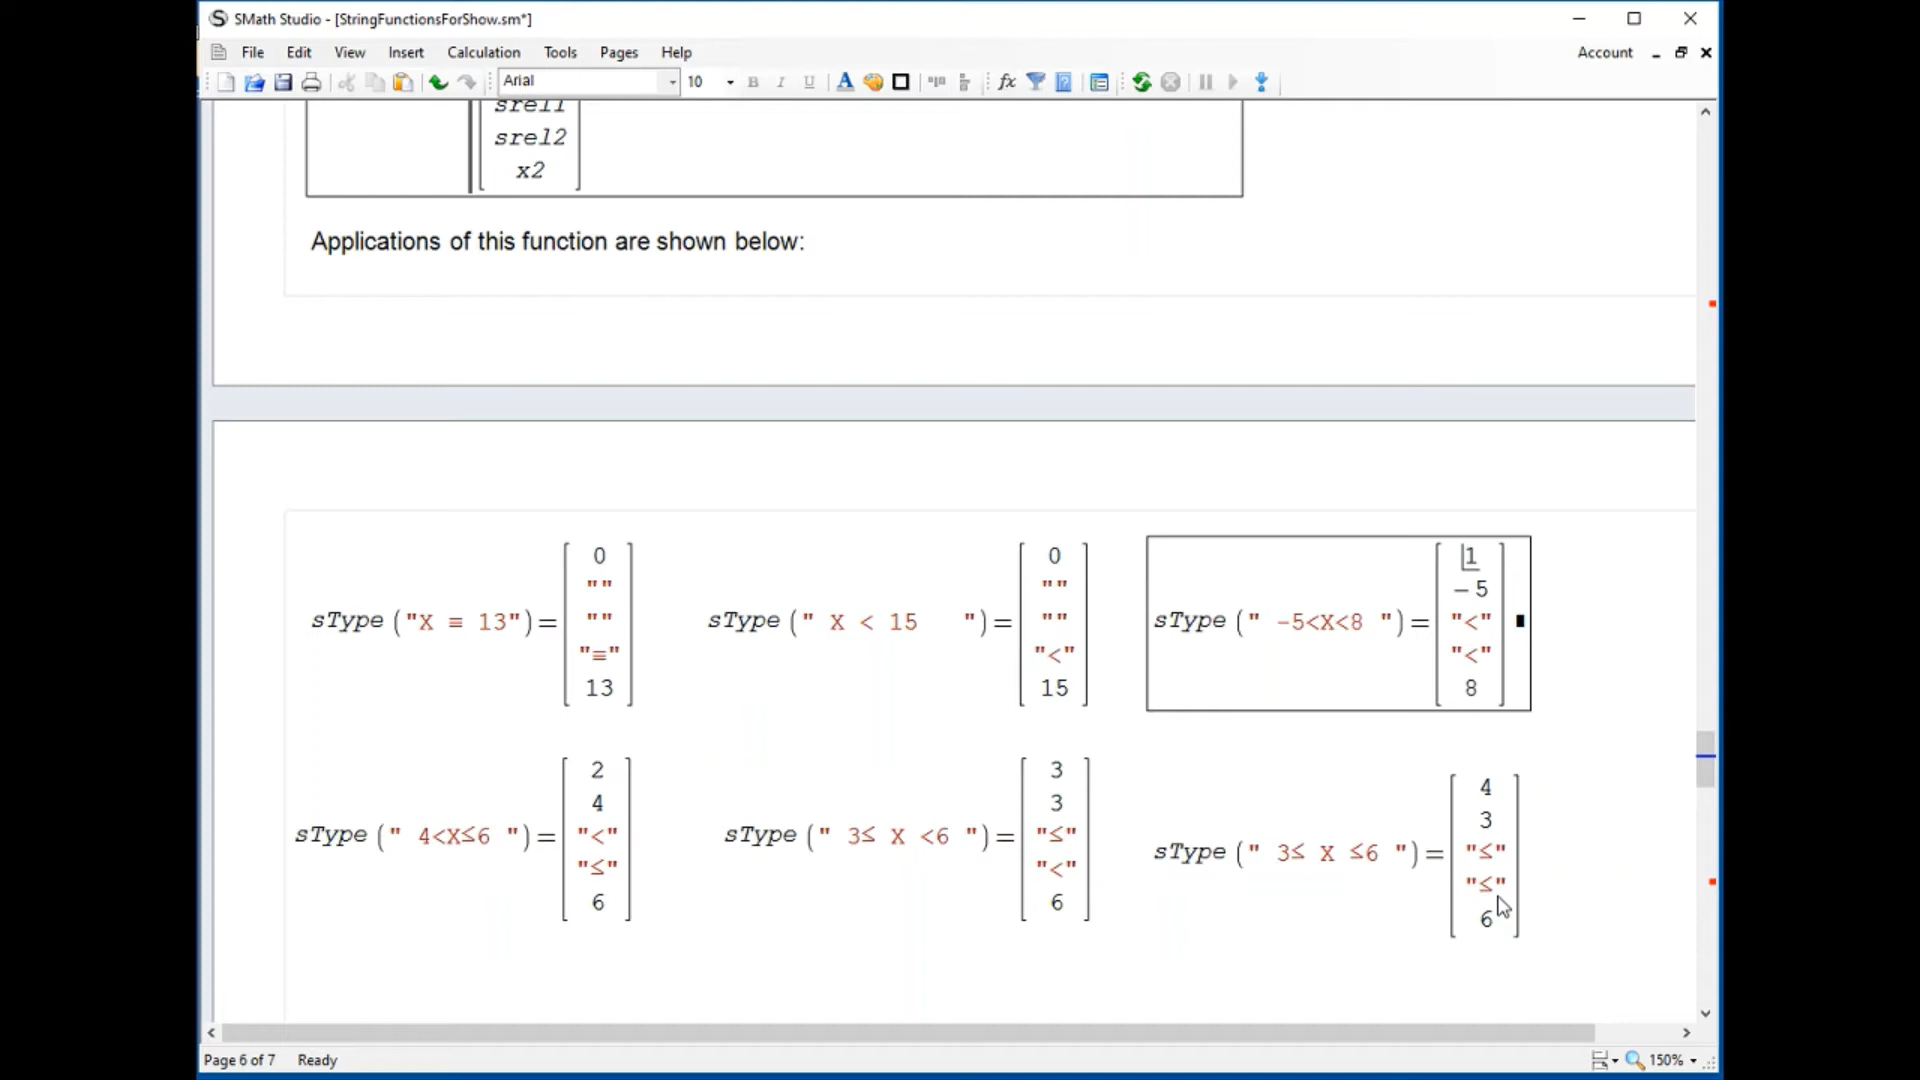 SMath Studio - [StringFunctionsForShow.sm*]
File Edit View Insert Calculation Tools Pages Help Account
Arial 10 B I U A fx
srel1
srel2
x2
Applications of this function are shown below:
sType ("X ≡ 13")=
0
""
""
"≡"
13
sType (" X < 15   ")=
0
""
""
"<"
15
sType (" -5<X<8 ")=
1
-5
"<"
"<"
8
sType (" 4<X≤6 ")=
2
4
"<"
"≤"
6
sType (" 3≤ X <6 ")=
3
3
"≤"
"<"
6
sType (" 3≤ X ≤6 ")=
4
3
"≤"
"≤"
6
Page 6 of 7 Ready 150%